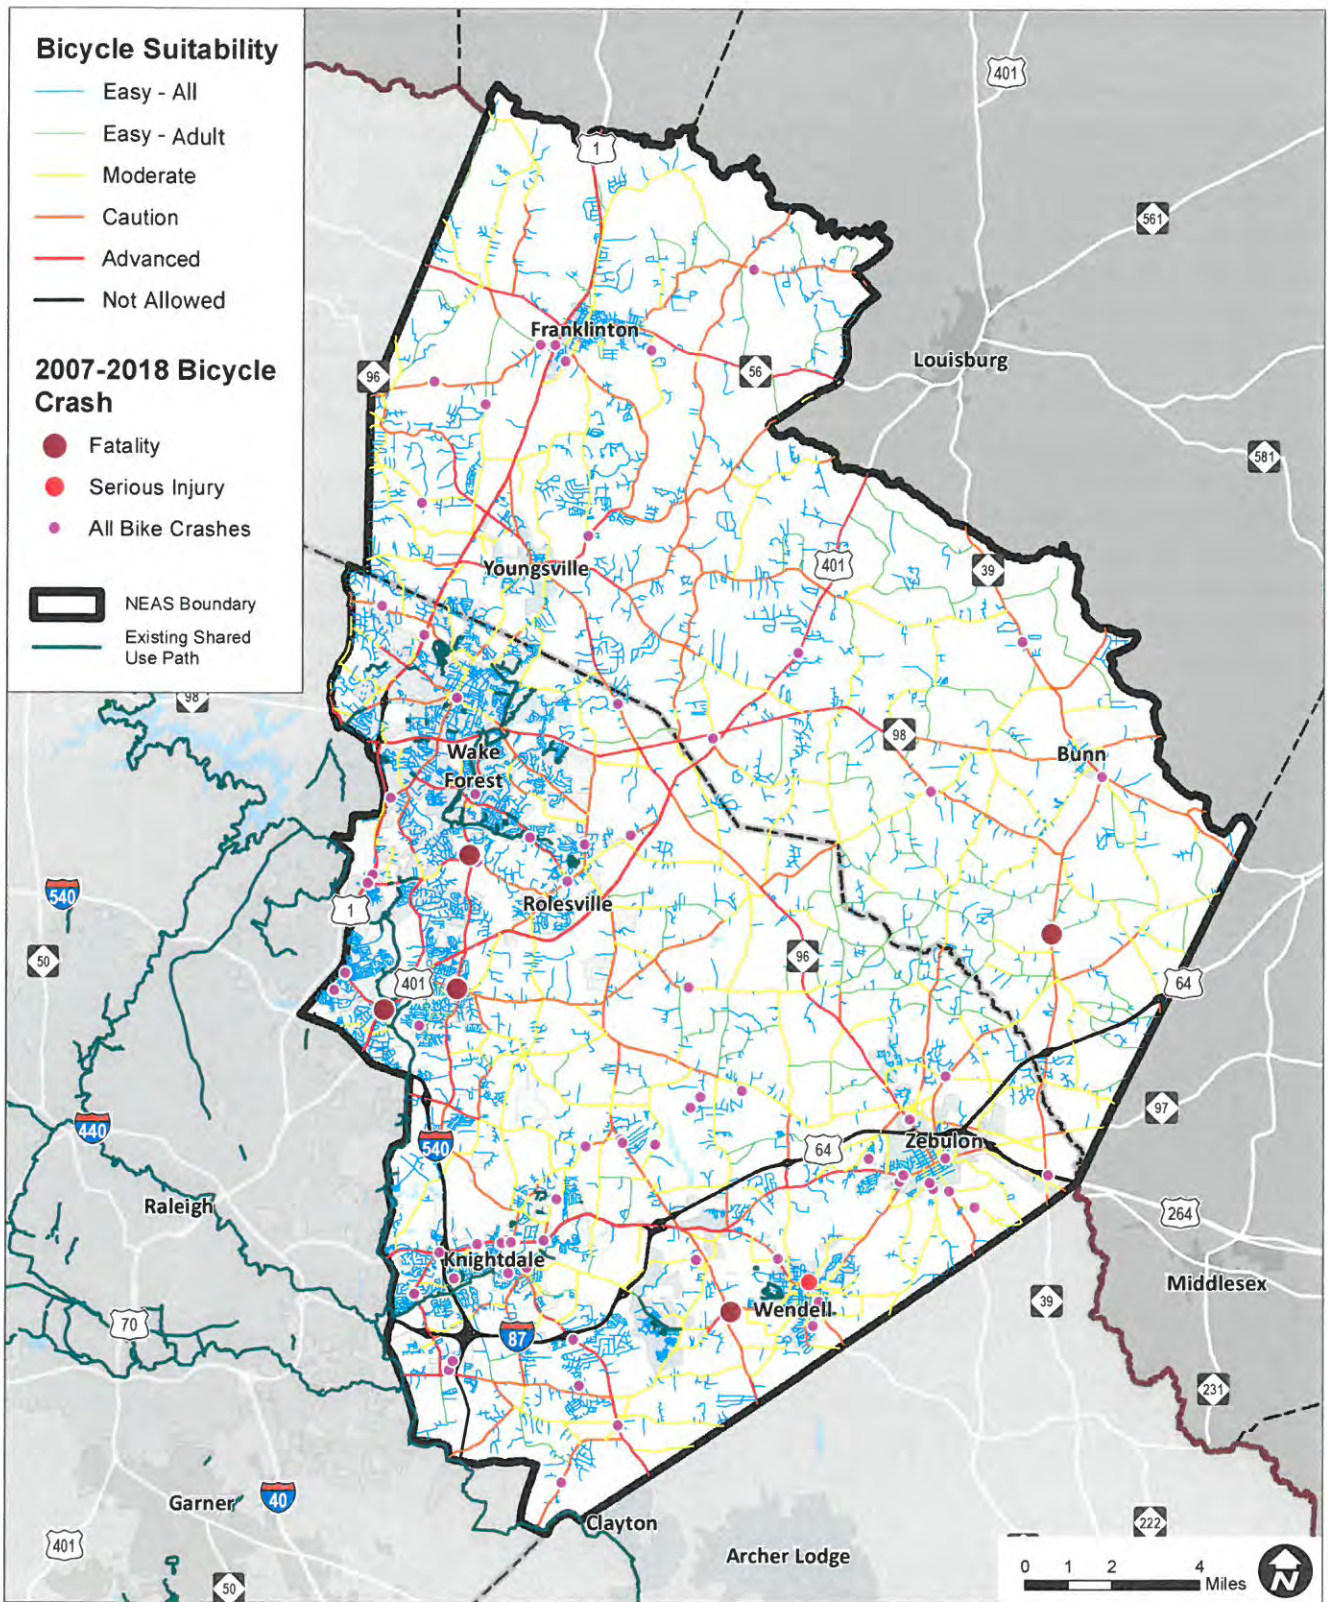 Bicycle Suitability
Easy - All
Easy - Adult
Moderate
Caution
Advanced
Not Allowed
2007-2018 Bicycle
Crash
Fatality
Serious Injury
All Bike Crashes
NEAS Boundary
Existing Shared
Use Path
401
1
561
Franklinton
Louisburg
96
56
581
Youngsville
401
39
98
98
Wake
Forest
Bunn
540
1
Rolesville
50
401
96
64
97
440
540
64
Zebulon
Raleigh
264
Knightdale
Middlesex
70
87
Wendell
39
231
Garner
40
Clayton
401
222
Archer Lodge
50
0 1 2 4
Miles
N